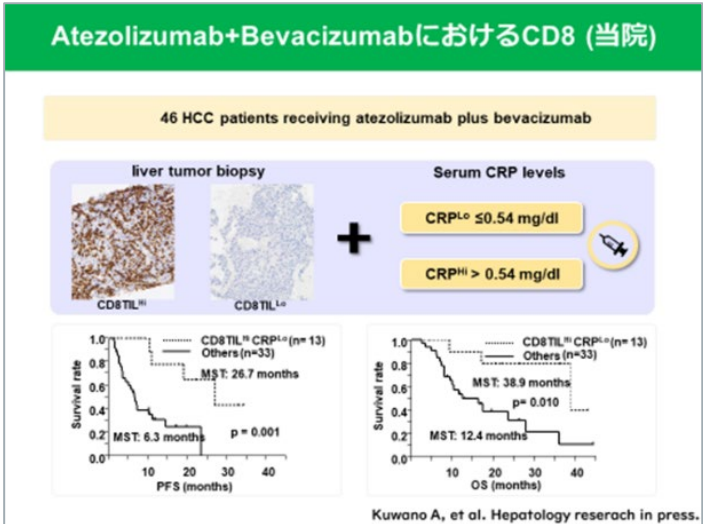 Atezolizumab+BevacizumabにおけるCD8 (当院)
46 HCC patients receiving atezolizumab plus bevacizumab
liver tumor biopsy
CD8TILHi
CD8TILLo
+
Serum CRP levels
CRPLo ≤0.54 mg/dl
CRPHi > 0.54 mg/dl
Survival rate
1.0
0.8
0.6
0.4
0.2
0.0
CD8TILHi CRPLo (n= 13)
Others (n=33)
MST: 26.7 months
MST: 6.3 months
p = 0.001
10 20 30 40
PFS (months)
Survival rate
1.0
0.8
0.6
0.4
0.2
0.0
CD8TILHi CRPLo (n= 13)
Others (n=33)
MST: 38.9 months
p= 0.010
MST: 12.4 months
10 20 30 40
OS (months)
Kuwano A, et al. Hepatology reserach in press.